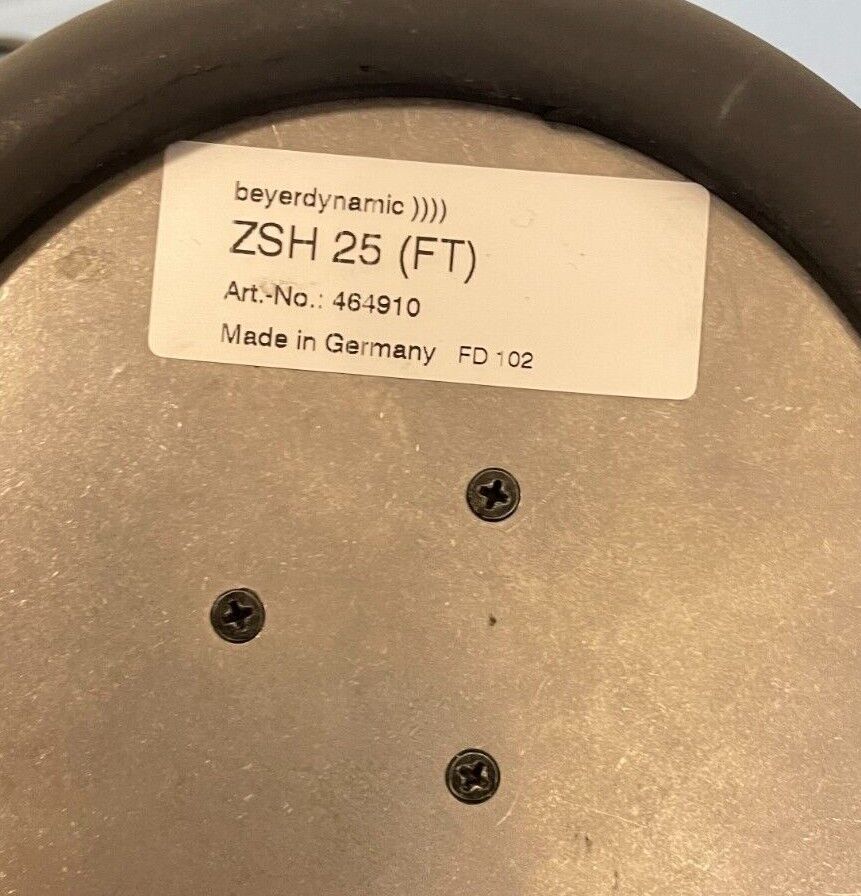 beyerdynamic ))))
ZSH 25 (FT)
Art.-No.: 464910
Made in Germany FD 102